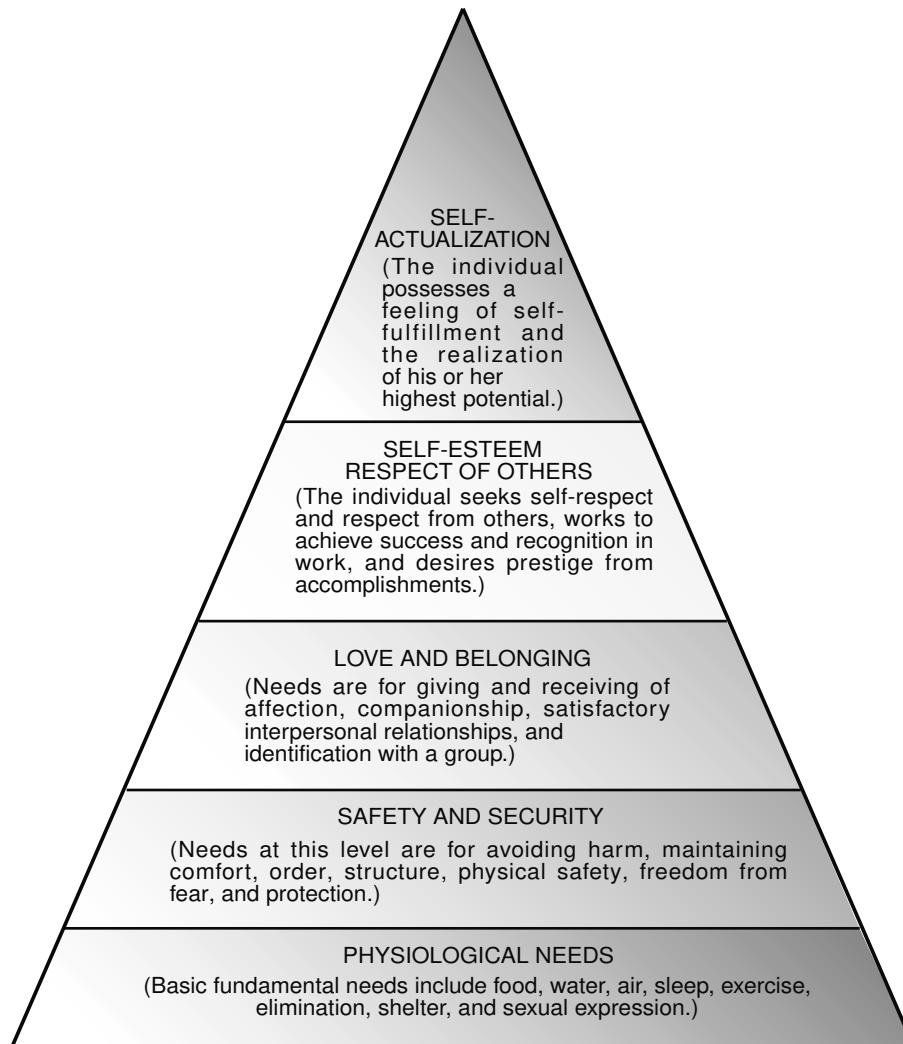 SELF-
ACTUALIZATION
(The individual
possesses a
feeling of self-
fulfillment and
the realization
of his or her
highest potential.)
SELF-ESTEEM
RESPECT OF OTHERS
(The individual seeks self-respect
and respect from others, works to
achieve success and recognition in
work, and desires prestige from
accomplishments.)
LOVE AND BELONGING
(Needs are for giving and receiving of
affection, companionship, satisfactory
interpersonal relationships, and
identification with a group.)
SAFETY AND SECURITY
(Needs at this level are for avoiding harm, maintaining
comfort, order, structure, physical safety, freedom from
fear, and protection.)
PHYSIOLOGICAL NEEDS
(Basic fundamental needs include food, water, air, sleep, exercise,
elimination, shelter, and sexual expression.)